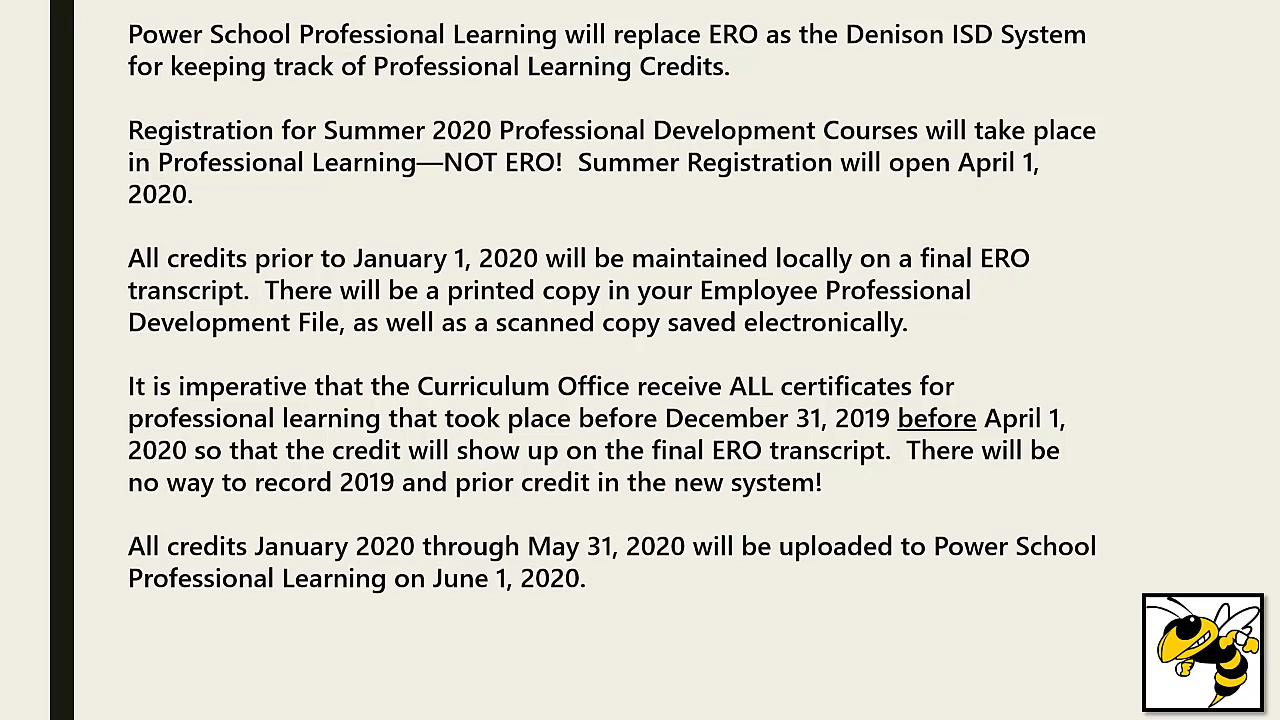 Power School Professional Learning will replace ERO as the Denison ISD System
for keeping track of Professional Learning Credits.
Registration for Summer 2020 Professional Development Courses will take place
in Professional Learning—NOT ERO!  Summer Registration will open April 1,
2020.
All credits prior to January 1, 2020 will be maintained locally on a final ERO
transcript.  There will be a printed copy in your Employee Professional
Development File, as well as a scanned copy saved electronically.
It is imperative that the Curriculum Office receive ALL certificates for
professional learning that took place before December 31, 2019 before April 1,
2020 so that the credit will show up on the final ERO transcript.  There will be
no way to record 2019 and prior credit in the new system!
All credits January 2020 through May 31, 2020 will be uploaded to Power School
Professional Learning on June 1, 2020.